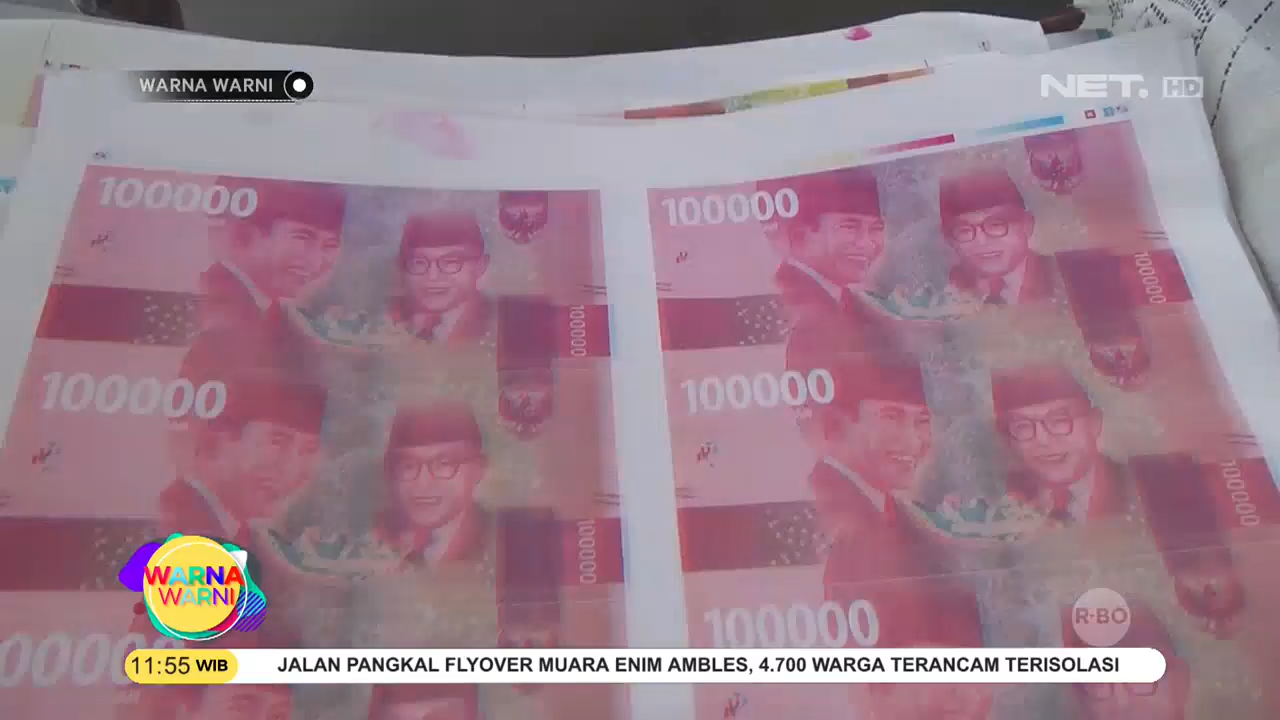 WARNA WARNI
NET. HD
100000
100000
100000
100000
100000
100000
100000
100000
100000
WARNA
WARNI
R-BO
11:55 WIB
JALAN PANGKAL FLYOVER MUARA ENIM AMBLES, 4.700 WARGA TERANCAM TERISOLASI